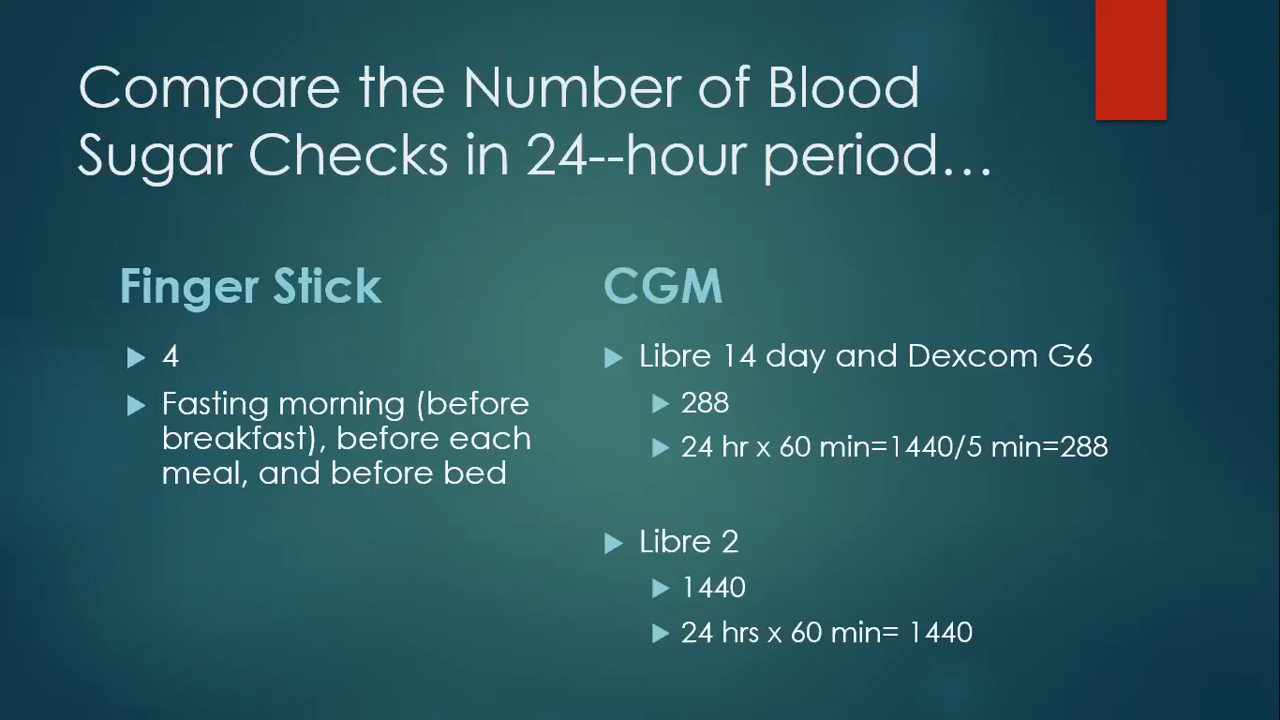 Compare the Number of Blood
Sugar Checks in 24--hour period…
Finger Stick
4
Fasting morning (before
breakfast), before each
meal, and before bed
CGM
Libre 14 day and Dexcom G6
288
24 hr x 60 min=1440/5 min=288
Libre 2
1440
24 hrs x 60 min= 1440